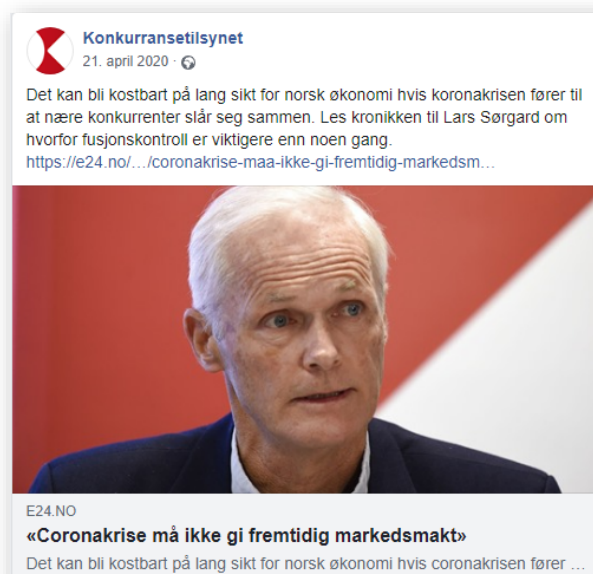 Konkurransetilsynet
21. april 2020 ·
Det kan bli kostbart på lang sikt for norsk økonomi hvis koronakrisen fører til
at nære konkurrenter slår seg sammen. Les kronikken til Lars Sørgard om
hvorfor fusjonskontroll er viktigere enn noen gang.
https://e24.no/…/coronakrise-maa-ikke-gi-fremtidig-markedsm…
E24.NO
«Coronakrise må ikke gi fremtidig markedsmakt»
Det kan bli kostbart på lang sikt for norsk økonomi hvis coronakrisen fører …